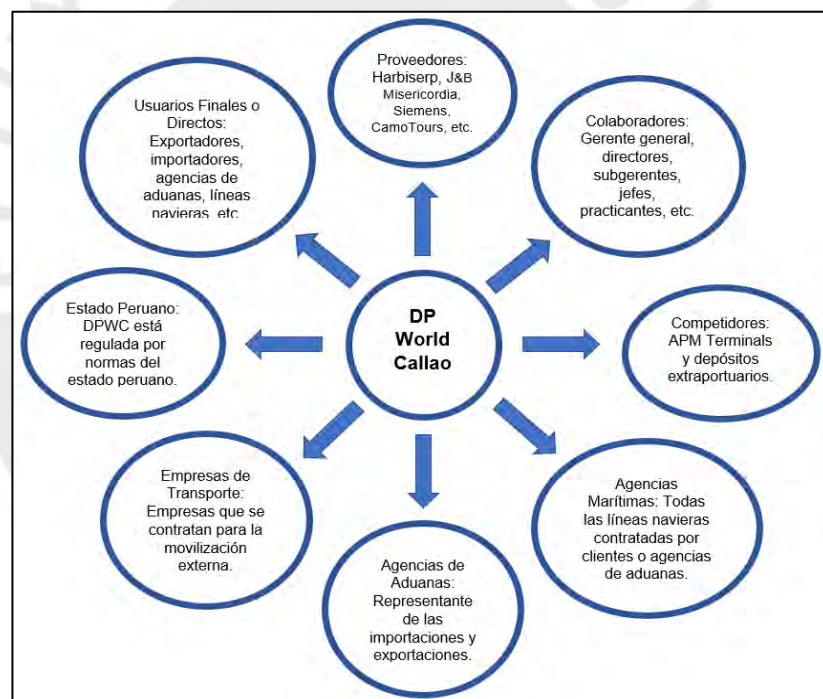 Proveedores:
Harbiserp, J&B
Misericordia,
Siemens,
CamoTours, etc.
Usuarios Finales o
Directos:
Exportadores,
importadores,
agencias de
aduanas, líneas
navieras, etc
Colaboradores:
Gerente general,
directores,
subgerentes,
jefes,
practicantes, etc.
Estado Peruano:
DPWC está
regulada por
normas del
estado peruano.
DP
World
Callao
Competidores:
APM Terminals
y depósitos
extraportuarios.
Empresas de
Transporte:
Empresas que se
contratan para la
movilización
externa.
Agencias
Marítimas: Todas
las líneas navieras
contratadas por
clientes o agencias
de aduanas.
Agencias de
Aduanas:
Representante
de las
importaciones y
exportaciones.